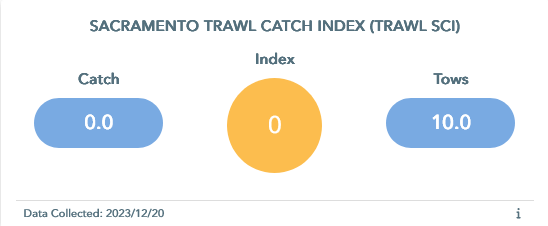 SACRAMENTO TRAWL CATCH INDEX (TRAWL SCI)
Index
Catch
Tows
0.0
0
10.0
Data Collected: 2023/12/20
i